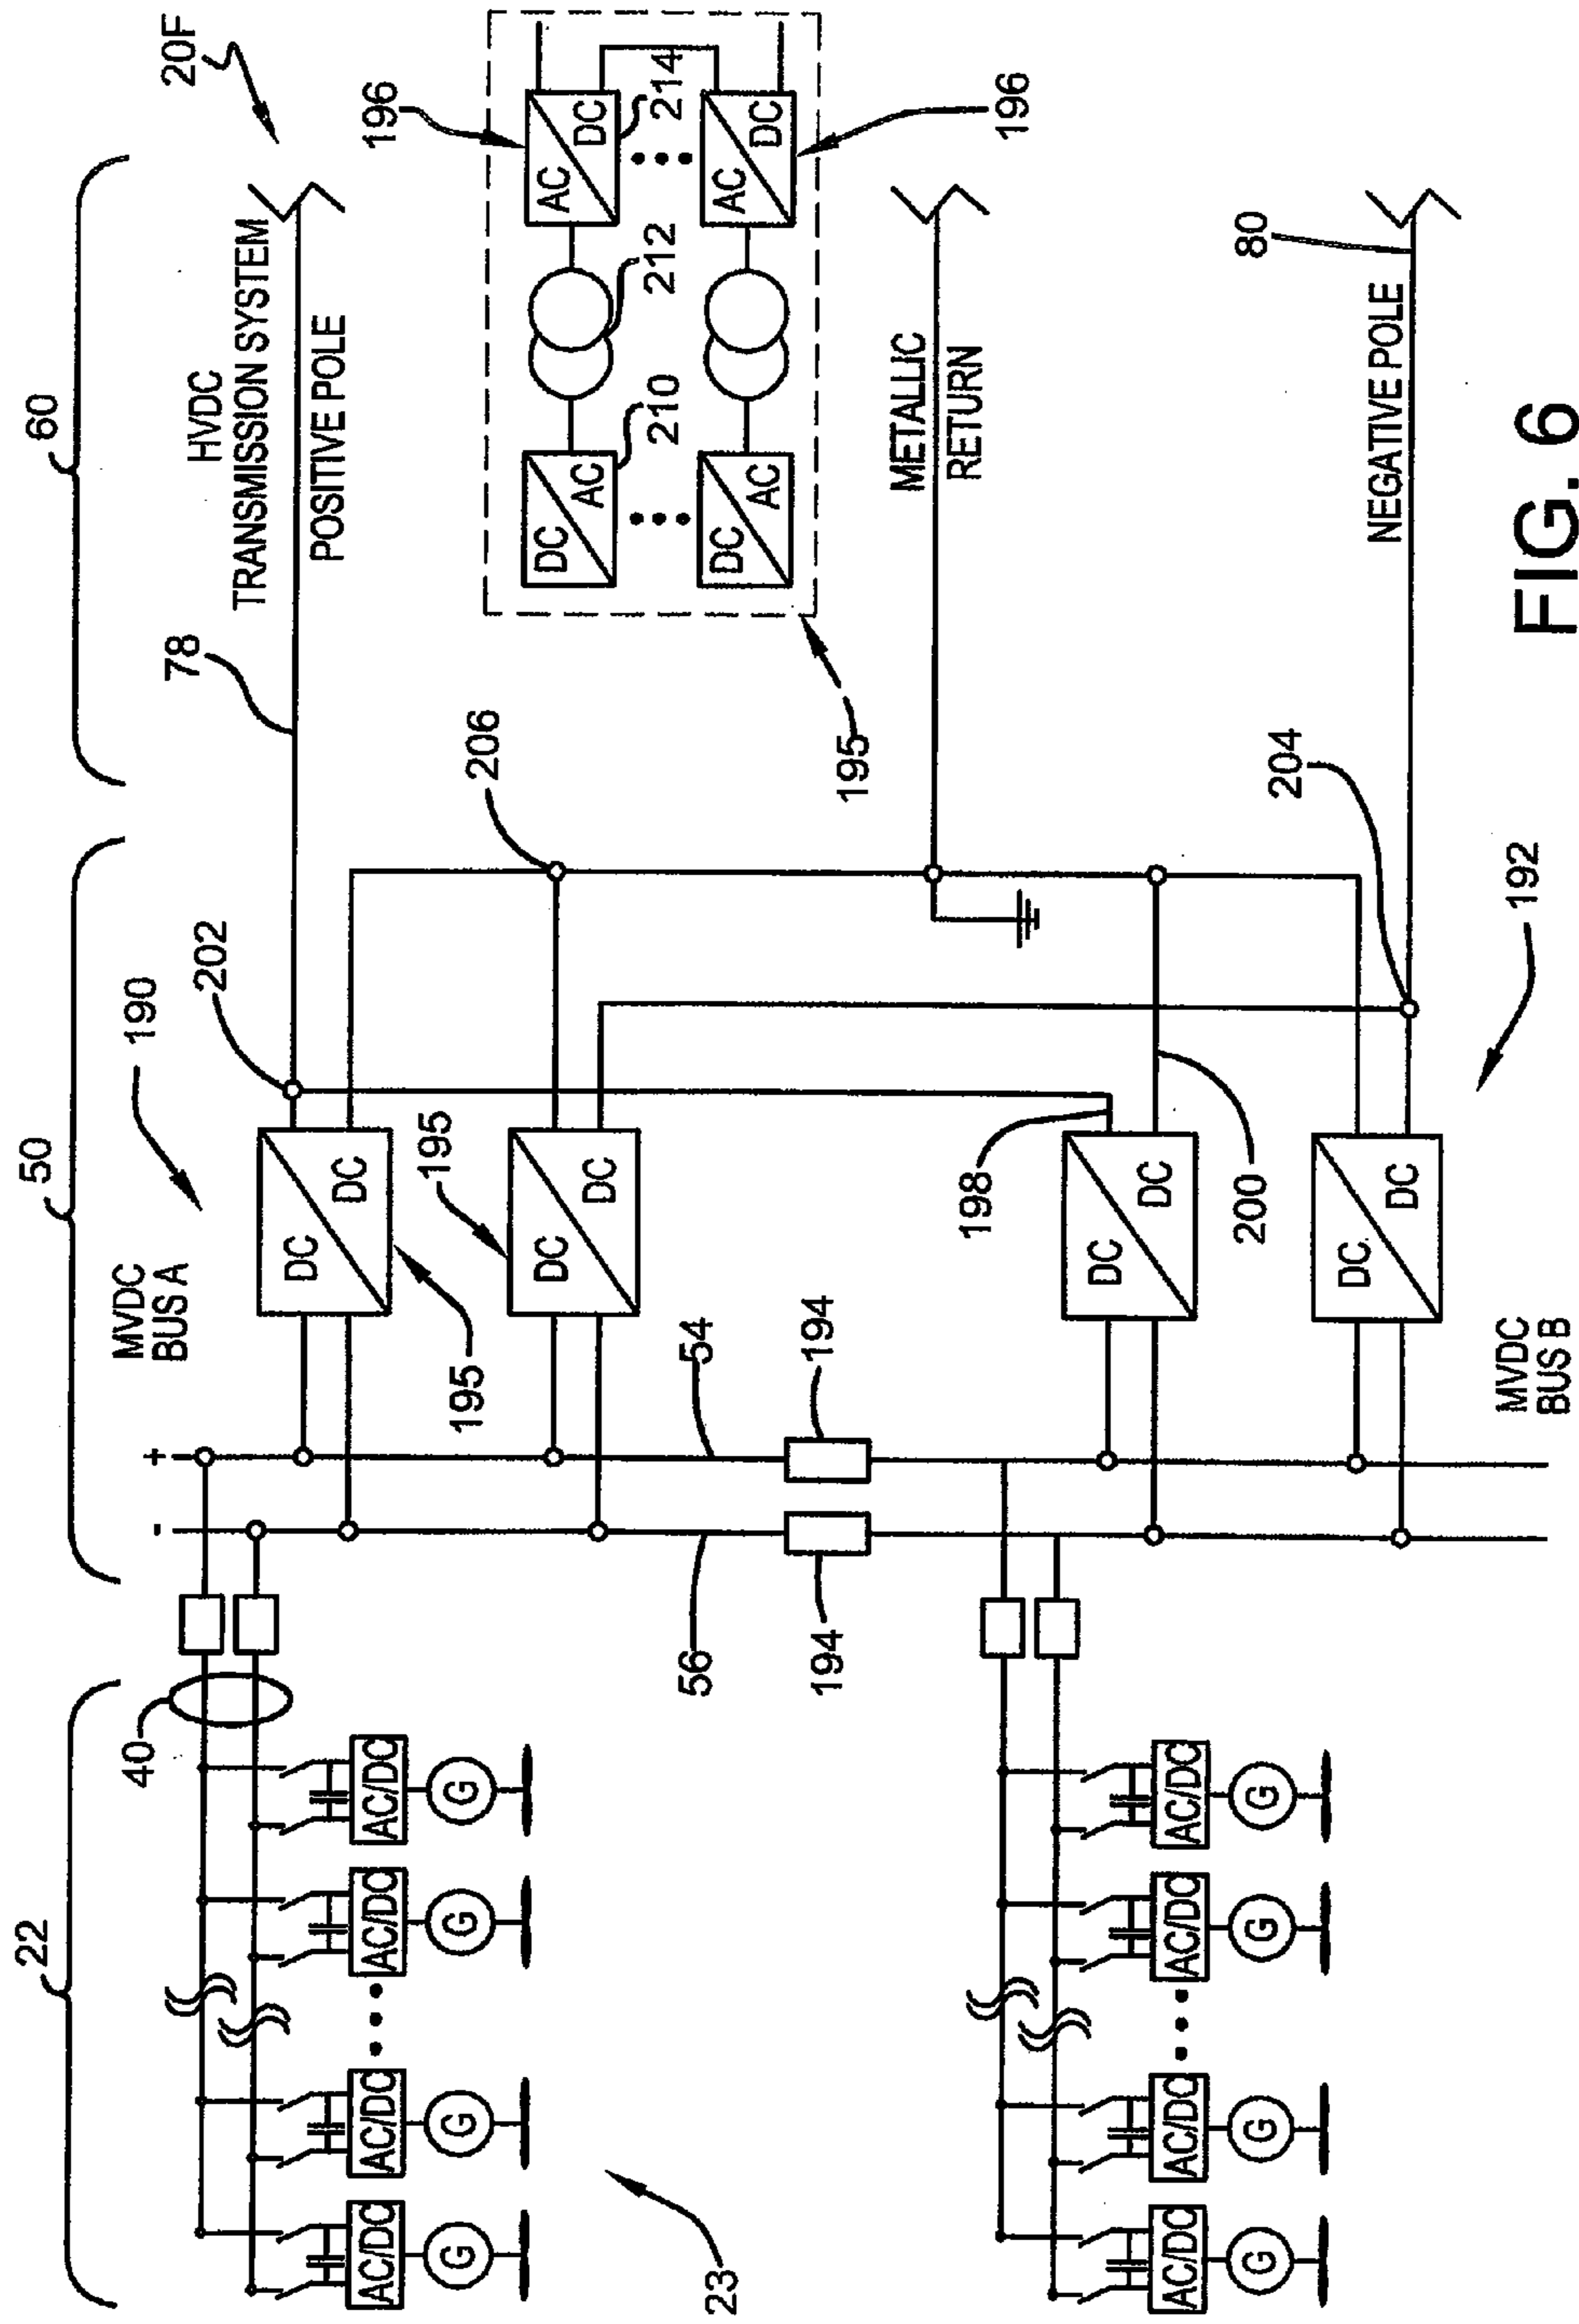 22
50
60
20F
40
190
202
78
HVDC
TRANSMISSION SYSTEM
POSITIVE POLE
196
MVDC
BUS A
DC
DC
DC
AC
210
212
AC
DC
214
DC
AC
AC
DC
196
195
195
195
DC
DC
206
+
-
AC/DC
AC/DC
AC/DC
AC/DC
G
G
G
G
23
54
56
194
194
METALLIC
RETURN
198
200
DC
DC
DC
DC
204
80
NEGATIVE POLE
AC/DC
AC/DC
AC/DC
AC/DC
G
G
G
G
MVDC
BUS B
192
FIG. 6